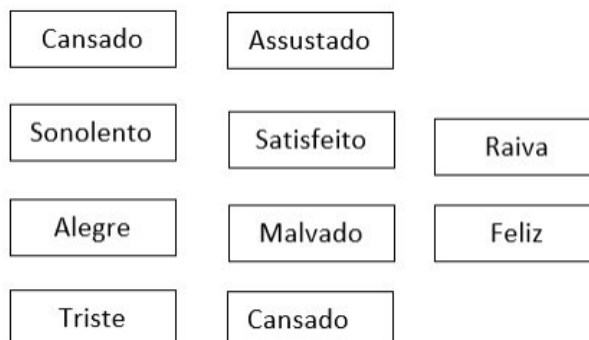 Cansado Assustado
Sonolento Satisfeito Raiva
Alegre Malvado Feliz
Triste Cansado